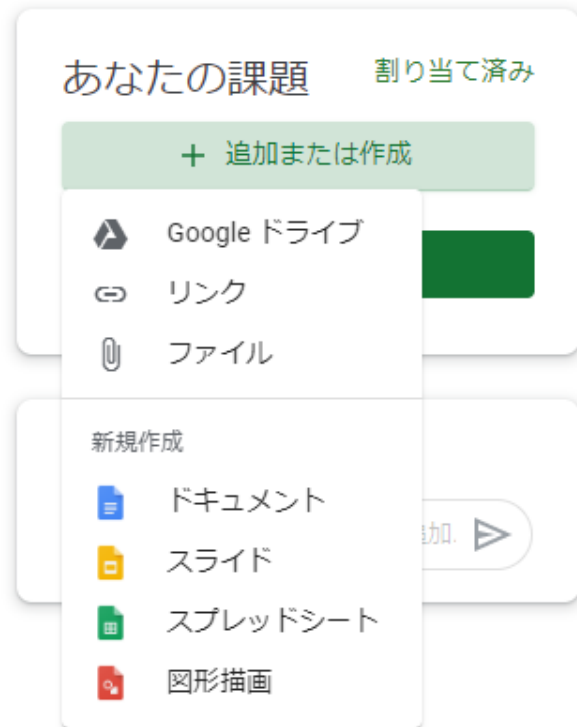 あなたの課題
割り当て済み
+ 追加または作成
Google ドライブ
リンク
ファイル
新規作成
ドキュメント
追加.
スライド
スプレッドシート
図形描画